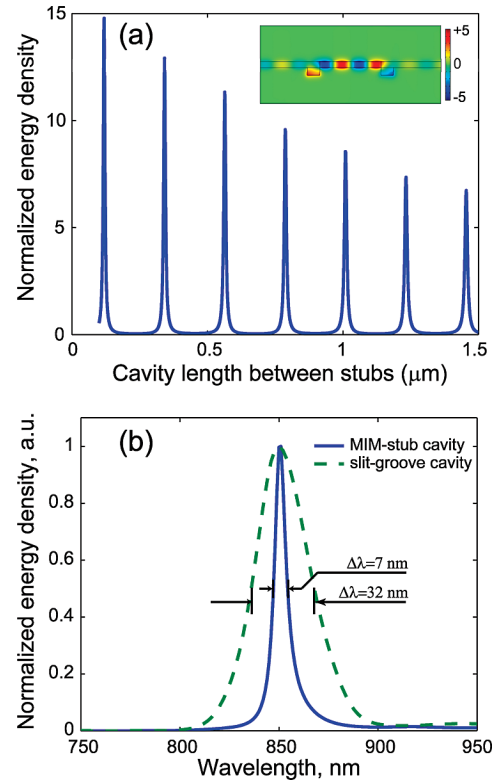 15
(a)
+5
0
-5
10
5
0
Normalized energy density
0
0.5
1
1.5
Cavity length between stubs (μm)
(b)
MIM-stub cavity
slit-groove cavity
1
0.8
0.6
0.4
0.2
0
Δλ=7 nm
Δλ=32 nm
Normalized energy density, a.u.
750
800
850
900
950
Wavelength, nm